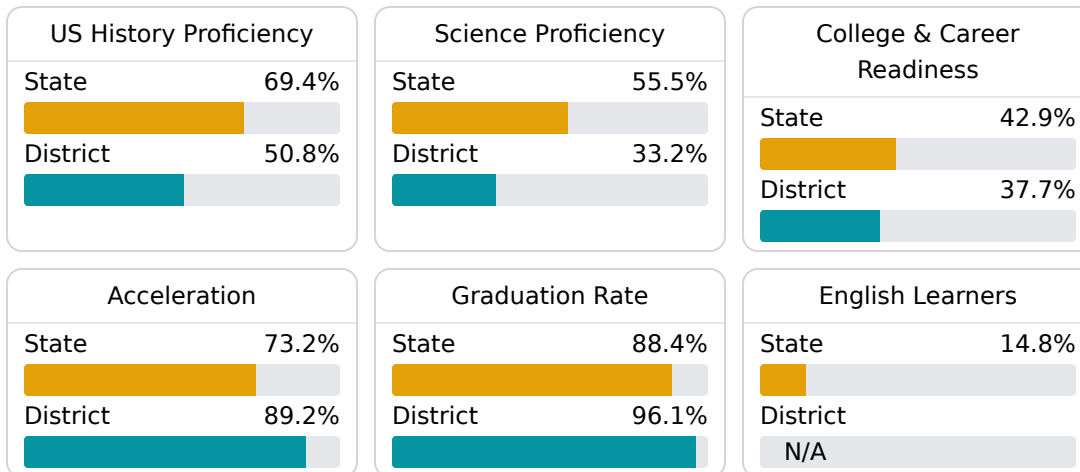 US History Proficiency
State 69.4%
District 50.8%
Science Proficiency
State 55.5%
District 33.2%
College & Career
Readiness
State 42.9%
District 37.7%
Acceleration
State 73.2%
District 89.2%
Graduation Rate
State 88.4%
District 96.1%
English Learners
State 14.8%
District
N/A